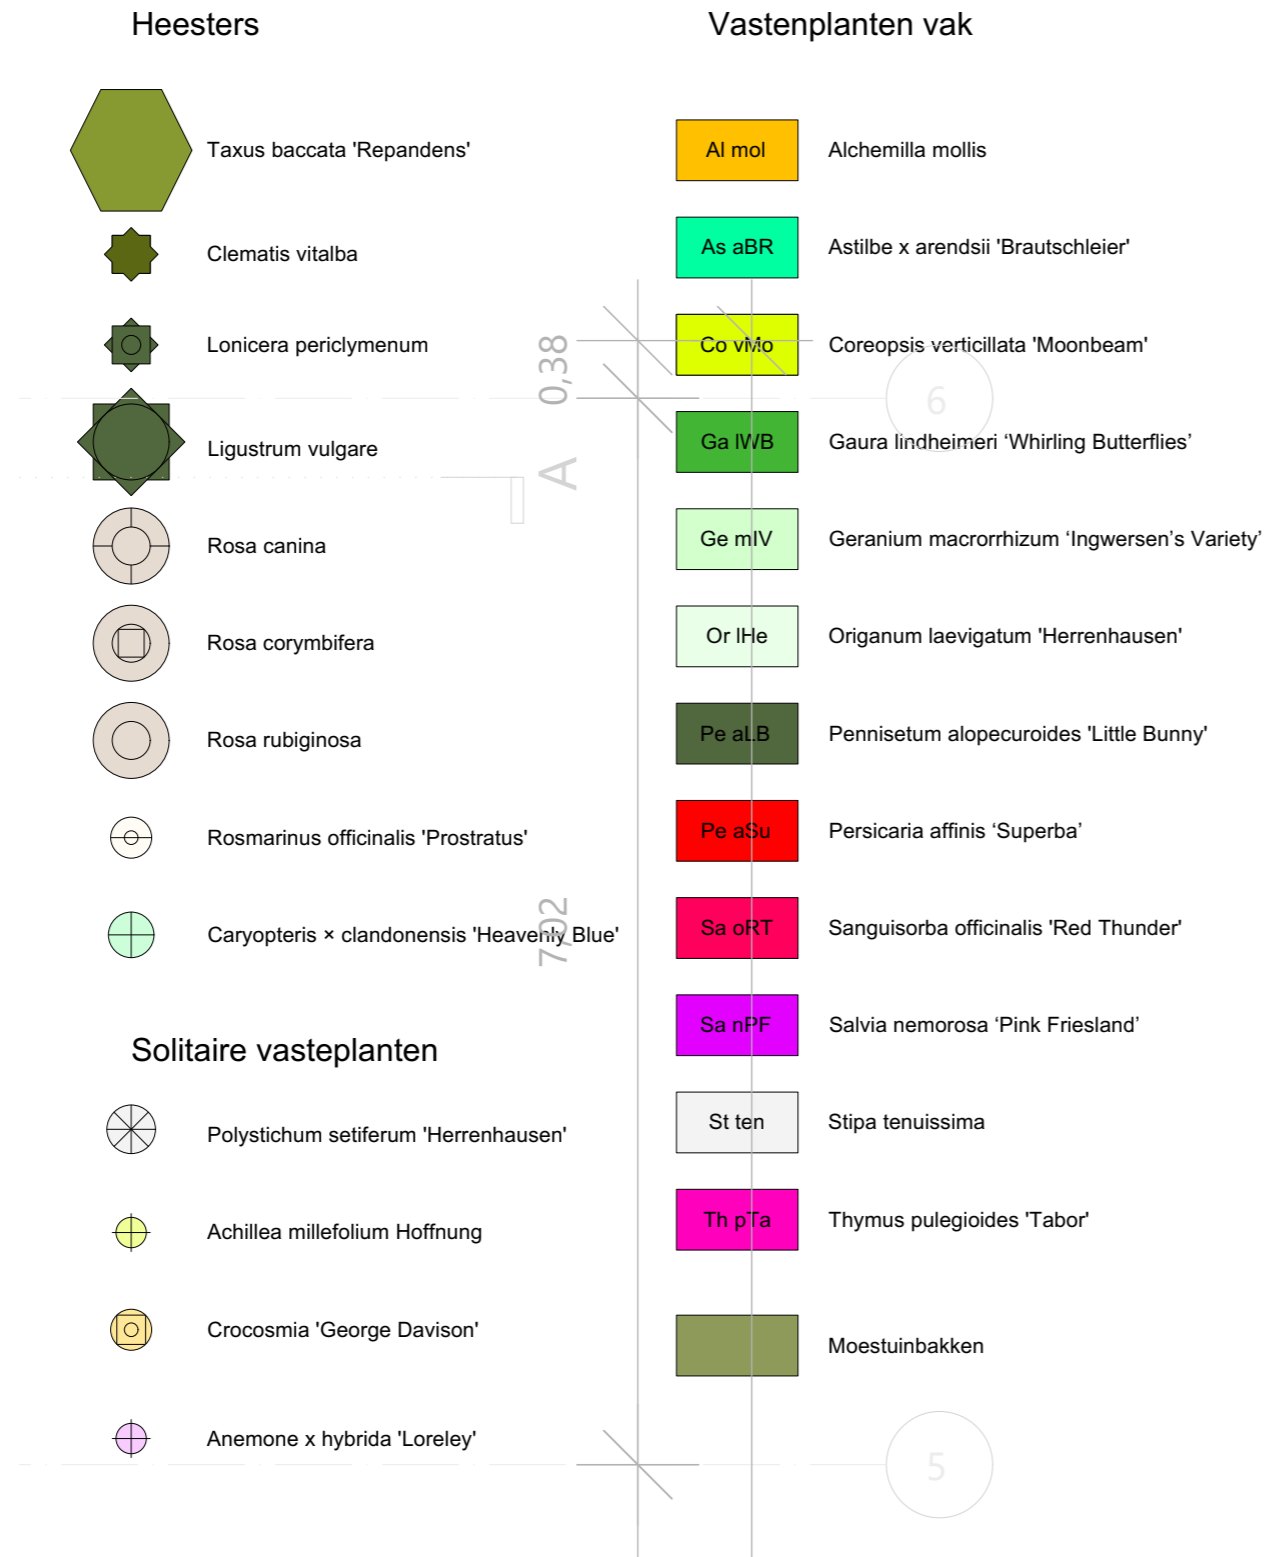 Heesters
Taxus baccata 'Repandens'
Clematis vitalba
Lonicera periclymenum
Ligustrum vulgare
Rosa canina
Rosa corymbifera
Rosa rubiginosa
Rosmarinus officinalis 'Prostratus'
Caryopteris × clandonensis 'Heavenly Blue'
Solitaire vasteplanten
Polystichum setiferum 'Herrenhausen'
Achillea millefolium Hoffnung
Crocosmia 'George Davison'
Anemone x hybrida 'Loreley'
0,38
A
7,02
Vastenplanten vak
Al mol Alchemilla mollis
As aBR Astilbe x arendsii 'Brautschleier'
Co vMo Coreopsis verticillata 'Moonbeam'
6
Ga lWB Gaura lindheimeri ‘Whirling Butterflies’
Ge mIV Geranium macrorrhizum ‘Ingwersen’s Variety’
Or lHe Origanum laevigatum 'Herrenhausen'
Pe aLB Pennisetum alopecuroides 'Little Bunny'
Pe aSu Persicaria affinis ‘Superba’
Sa oRT Sanguisorba officinalis 'Red Thunder'
Sa nPF Salvia nemorosa ‘Pink Friesland’
St ten Stipa tenuissima
Th pTa Thymus pulegioides 'Tabor'
Moestuinbakken
5